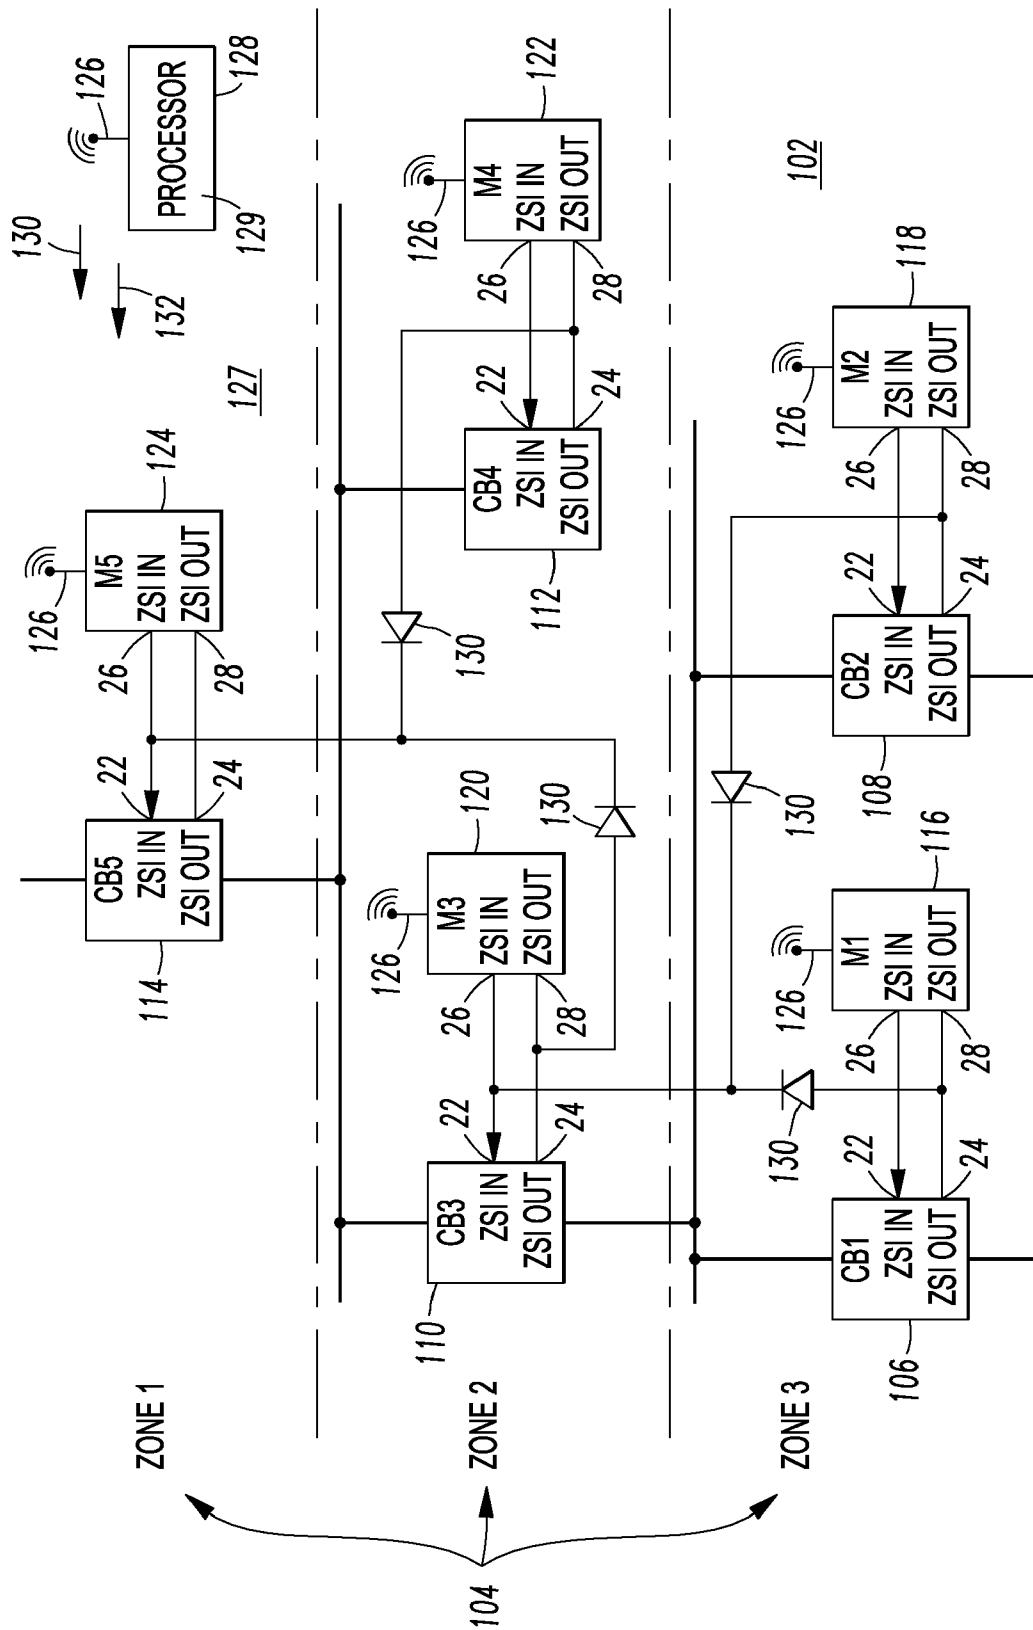 104
ZONE 1
ZONE 2
ZONE 3
114
CB5
ZSI IN
ZSI OUT
22
24
26
28
126
M5
ZSI IN
ZSI OUT
124
127
130
132
126
PROCESSOR
129
128
110
CB3
ZSI IN
ZSI OUT
22
24
26
28
126
M3
ZSI IN
ZSI OUT
120
130
130
112
CB4
ZSI IN
ZSI OUT
22
24
26
28
126
M4
ZSI IN
ZSI OUT
122
102
106
CB1
ZSI IN
ZSI OUT
22
24
130
26
28
126
M1
ZSI IN
ZSI OUT
116
130
108
CB2
ZSI IN
ZSI OUT
22
24
26
28
126
M2
ZSI IN
ZSI OUT
118